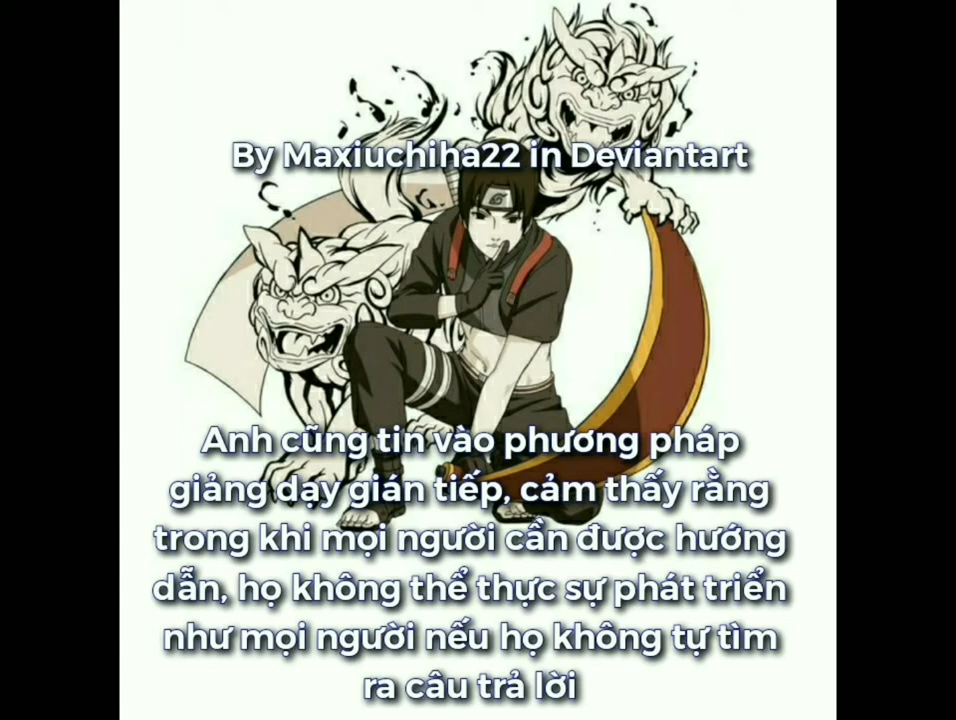 By Maxiuchiha22 in Deviantart
Anh cũng tin vào phương pháp
giảng dạy gián tiếp, cảm thấy rằng
trong khi mọi người cần được hướng
dẫn, họ không thể thực sự phát triển
như mọi người nếu họ không tự tìm
ra câu trả lời